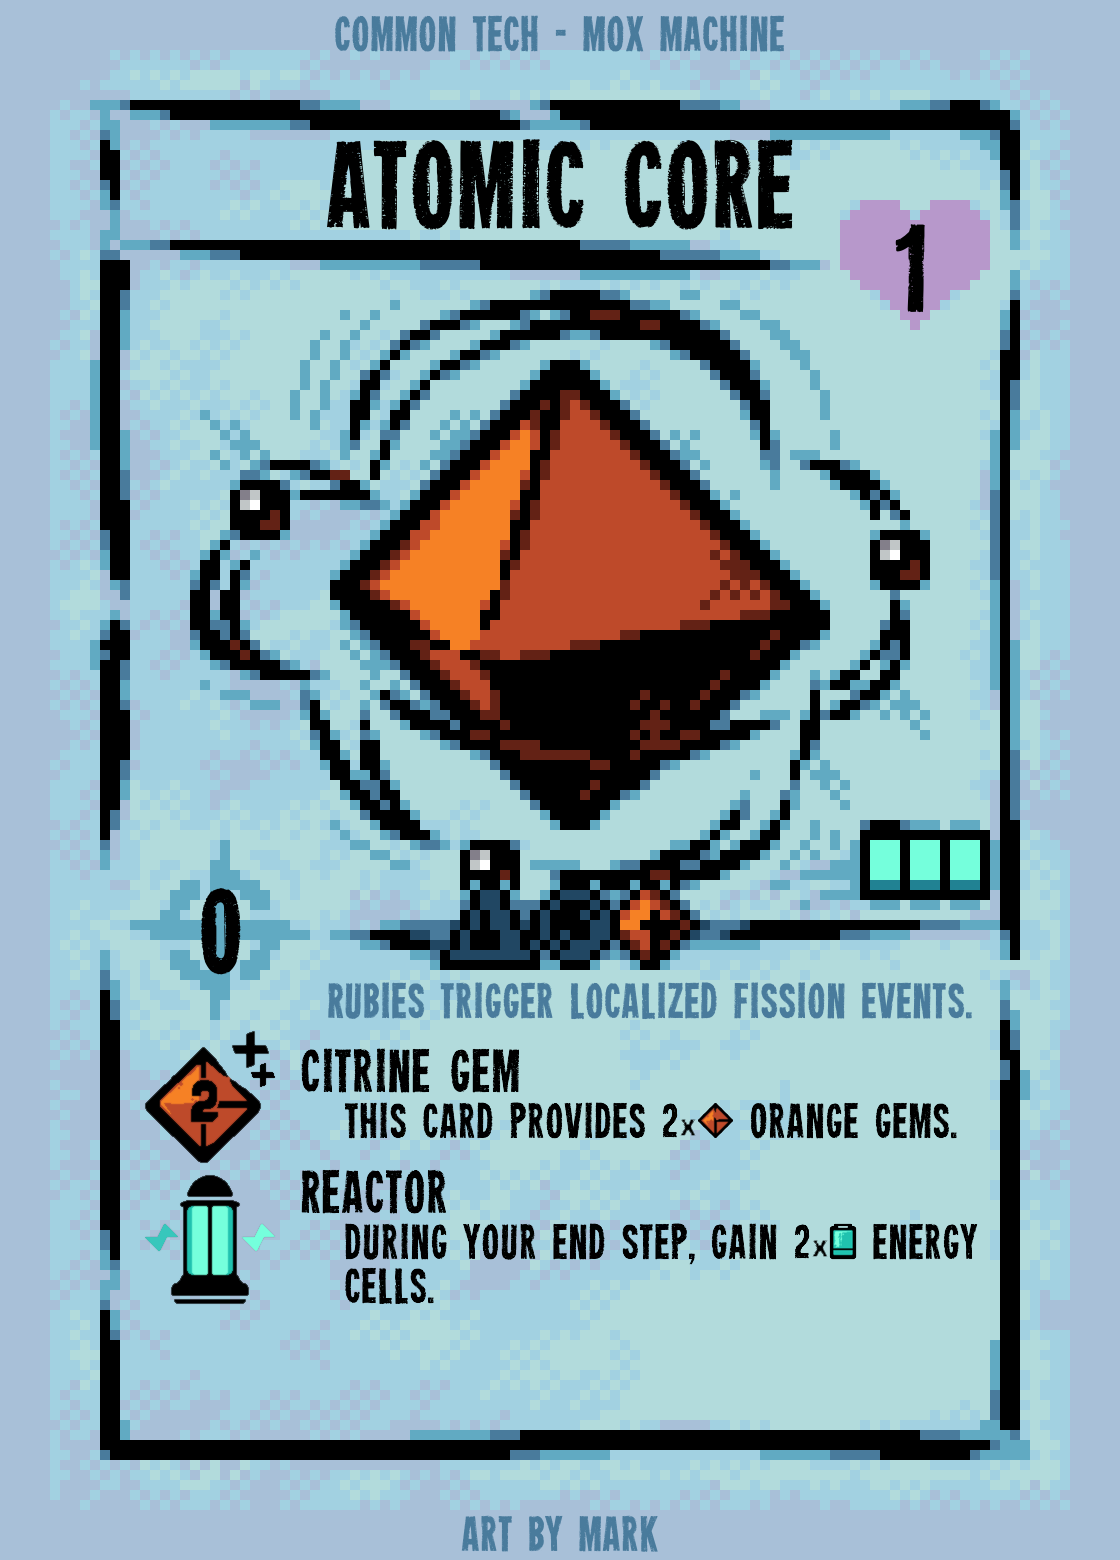 COMMON TECH - MOX MACHINE
ATOMIC CORE
1
0
RUBIES TRIGGER LOCALIZED FISSION EVENTS.
CITRINE GEM
2
THIS CARD PROVIDES 2x ORANGE GEMS.
REACTOR
DURING YOUR END STEP, GAIN 2x ENERGY
CELLS.
ART BY MARK